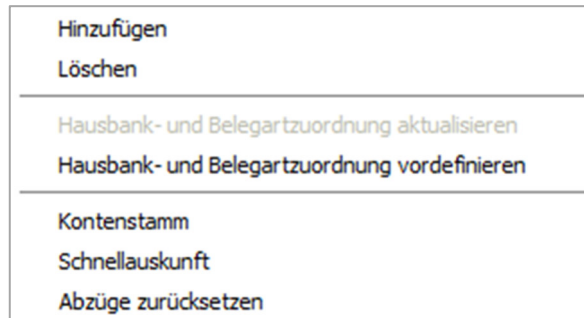 Hinzufügen
Löschen
Hausbank- und Belegartzuordnung aktualisieren
Hausbank- und Belegartzuordnung vordefinieren
Kontenstamm
Schnellauskunft
Abzüge zurücksetzen